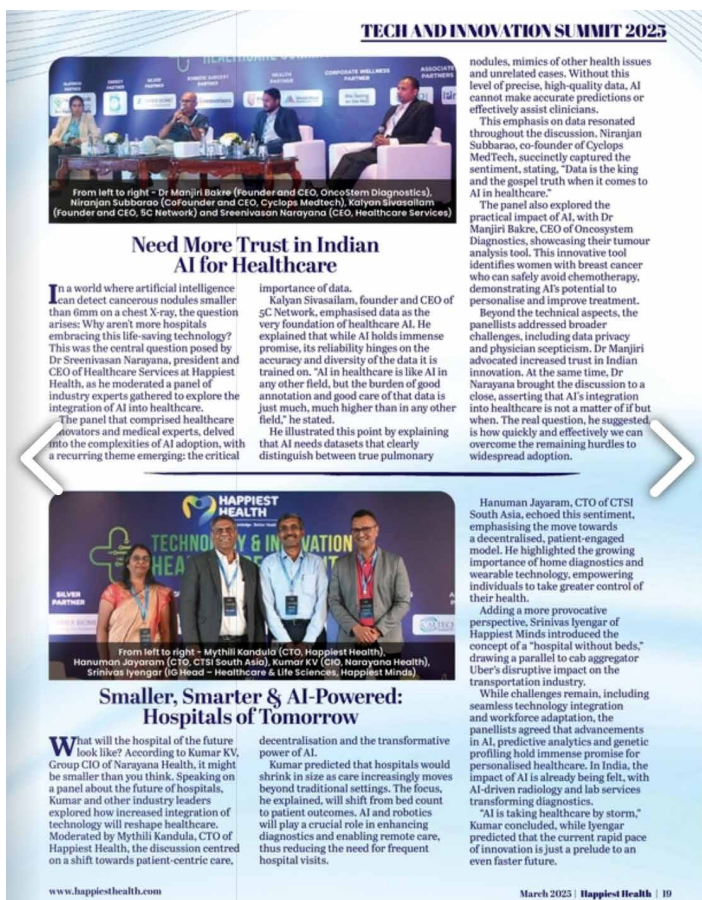 TECH AND INNOVATION SUMMIT 2025
HEALTHCARE SUMMIT
SILVER PARTNER
ROBOTIC SURGERY PARTNER
HEALTH PARTNER
CORPORATE WELLNESS PARTNER
ASSOCIATE PARTNERS
From left to right - Dr Manjiri Bakre (Founder and CEO, OncoStem Diagnostics),
Niranjan Subbarao (CoFounder and CEO, Cyclops Medtech), Kalyan Sivasailam
(Founder and CEO, 5C Network) and Sreenivasan Narayana (CEO, Healthcare Services)
Need More Trust in Indian
AI for Healthcare
In a world where artificial intelligence
can detect cancerous nodules smaller
than 6mm on a chest X-ray, the question
arises: Why aren't more hospitals
embracing this life-saving technology?
This was the central question posed by
Dr Sreenivasan Narayana, president and
CEO of Healthcare Services at Happiest
Health, as he moderated a panel of
industry experts gathered to explore the
integration of AI into healthcare.
The panel that comprised healthcare
innovators and medical experts, delved
into the complexities of AI adoption, with
a recurring theme emerging: the critical
importance of data.
Kalyan Sivasailam, founder and CEO of
5C Network, emphasised data as the
very foundation of healthcare AI. He
explained that while AI holds immense
promise, its reliability hinges on the
accuracy and diversity of the data it is
trained on. "AI in healthcare is like AI in
any other field, but the burden of good
annotation and good care of that data is
just much, much higher than in any other
field," he stated.
He illustrated this point by explaining
that AI needs datasets that clearly
distinguish between true pulmonary
nodules, mimics of other health issues
and unrelated cases. Without this
level of precise, high-quality data, AI
cannot make accurate predictions or
effectively assist clinicians.
This emphasis on data resonated
throughout the discussion. Niranjan
Subbarao, co-founder of Cyclops
MedTech, succinctly captured the
sentiment, stating, "Data is the king
and the gospel truth when it comes to
AI in healthcare."
The panel also explored the
practical impact of AI, with Dr
Manjiri Bakre, CEO of Oncosystem
Diagnostics, showcasing their tumour
analysis tool. This innovative tool
identifies women with breast cancer
who can safely avoid chemotherapy,
demonstrating AI's potential to
personalise and improve treatment.
Beyond the technical aspects, the
panellists addressed broader
challenges, including data privacy
and physician scepticism. Dr Manjiri
advocated increased trust in Indian
innovation. At the same time, Dr
Narayana brought the discussion to a
close, asserting that AI's integration
into healthcare is not a matter of if but
when. The real question, he suggested,
is how quickly and effectively we can
overcome the remaining hurdles to
widespread adoption.
HAPPIEST
HEALTH
TECHNOLOGY & INNOVATION
SILVER
PARTNER
From left to right - Mythili Kandula (CTO, Happiest Health),
Hanuman Jayaram (CTO, CTSI South Asia), Kumar KV (CIO, Narayana Health),
Srinivas Iyengar (IG Head – Healthcare & Life Sciences, Happiest Minds)
Smaller, Smarter & AI-Powered:
Hospitals of Tomorrow
What will the hospital of the future
look like? According to Kumar KV,
Group CIO of Narayana Health, it might
be smaller than you think. Speaking on
a panel about the future of hospitals,
Kumar and other industry leaders
explored how increased integration of
technology will reshape healthcare.
Moderated by Mythili Kandula, CTO of
Happiest Health, the discussion centred
on a shift towards patient-centric care,
decentralisation and the transformative
power of AI.
Kumar predicted that hospitals would
shrink in size as care increasingly moves
beyond traditional settings. The focus,
he explained, will shift from bed count
to patient outcomes. AI and robotics
will play a crucial role in enhancing
diagnostics and enabling remote care,
thus reducing the need for frequent
hospital visits.
Hanuman Jayaram, CTO of CTSI
South Asia, echoed this sentiment,
emphasising the move towards
a decentralised, patient-engaged
model. He highlighted the growing
importance of home diagnostics and
wearable technology, empowering
individuals to take greater control of
their health.
Adding a more provocative
perspective, Srinivas Iyengar of
Happiest Minds introduced the
concept of a "hospital without beds,"
drawing a parallel to cab aggregator
Uber's disruptive impact on the
transportation industry.
While challenges remain, including
seamless technology integration
and workforce adaptation, the
panellists agreed that advancements
in AI, predictive analytics and genetic
profiling hold immense promise for
personalised healthcare. In India, the
impact of AI is already being felt, with
AI-driven radiology and lab services
transforming diagnostics.
"AI is taking healthcare by storm,"
Kumar concluded, while Iyengar
predicted that the current rapid pace
of innovation is just a prelude to an
even faster future.
www.happiesthealth.com
March 2025 | Happiest Health | 19